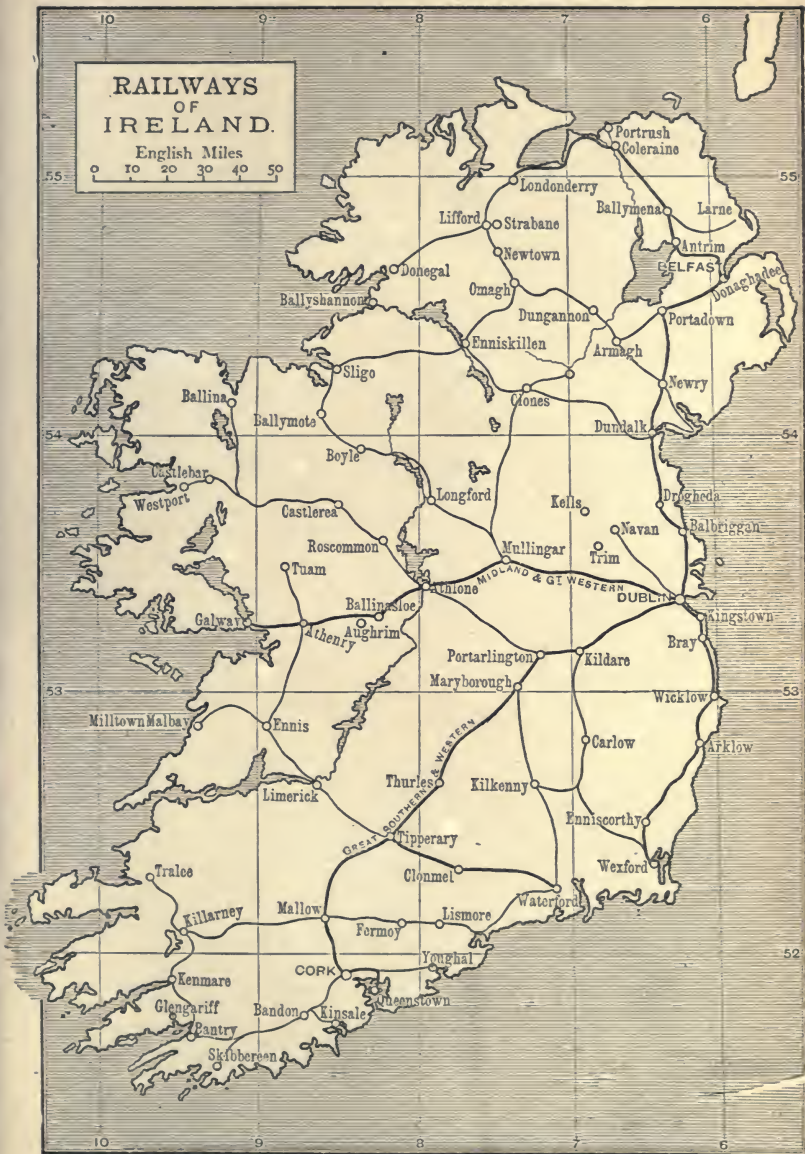 10
9
8
7
6
RAILWAYS
OF
IRELAND.
English Miles
0 10 20 30 40 50
Portrush
Coleraine
55
55
Londonderry
Ballymena
Larne
Lifford
Strabane
Antrim
Newtown
BELFAST
Donegal
Donaghadee
Omagh
Ballyshannon
Dungannon
Portadown
Armagh
Enniskillen
Sligo
Newry
Ballina
Clones
Ballymote
Dundalk
54
54
Boyle
Castlebar
Longford
Westport
Kells
Drogheda
Castlerea
Navan
Balbriggan
Roscommon
Mullingar
Trim
Tuam
MIDLAND & GT WESTERN
Athlone
DUBLIN
Ballinasloe
Kingstown
Galway
Athenry
Aughrim
Bray
Portarlington
Kildare
Maryborough
53
53
Wicklow
Milltown Malbay
Ennis
Carlow
Arklow
Limerick
Thurles
Kilkenny
GREAT SOUTHERN & WESTERN
Enniscorthy
Tipperary
Clonmel
Wexford
Tralee
Waterford
Killarney
Mallow
Lismore
Fermoy
52
CORK
Youghal
Kenmare
Queenstown
Glengariff
Bandon
Kinsale
Bantry
Skibbereen
10
9
8
7
6